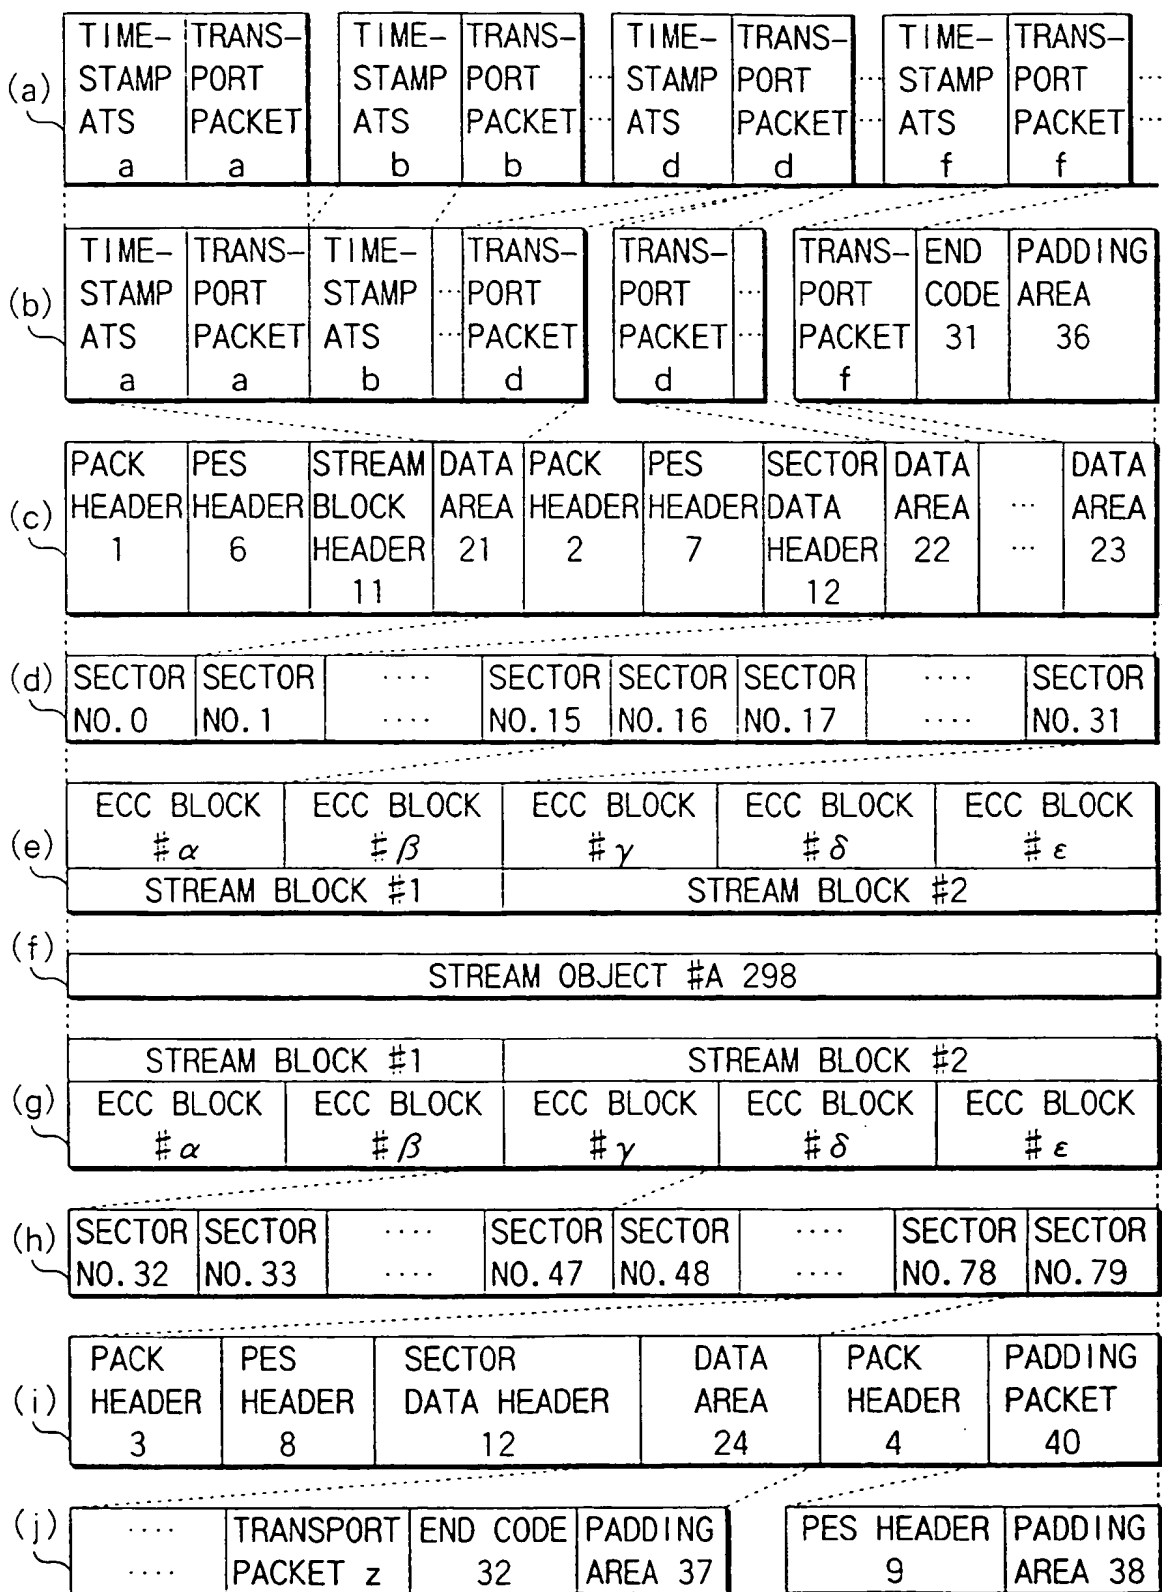 (a)
TIME- TRANS- TIME- TRANS- TIME- TRANS- TIME- TRANS-
STAMP PORT STAMP PORT ... STAMP PORT ... STAMP PORT ...
ATS PACKET ATS PACKET ... ATS PACKET ... ATS PACKET ...
a a b b d d f f
(b)
TIME- TRANS- TIME- TRANS- TRANS- TRANS- END PADDING
STAMP PORT STAMP ... PORT PORT ... PORT CODE AREA
ATS PACKET ATS ... PACKET PACKET ... PACKET 31 36
a a b d d f
(c)
PACK PES STREAM DATA PACK PES SECTOR DATA DATA
HEADER HEADER BLOCK AREA HEADER HEADER DATA AREA ... AREA
1 6 HEADER 21 2 7 HEADER 22 ... 23
11 12
(d)
SECTOR SECTOR .... SECTOR SECTOR SECTOR .... SECTOR
NO.0 NO.1 .... NO.15 NO.16 NO.17 .... NO.31
(e)
ECC BLOCK ECC BLOCK ECC BLOCK ECC BLOCK ECC BLOCK
#α #β #γ #δ #ε
STREAM BLOCK #1 STREAM BLOCK #2
(f)
STREAM OBJECT #A 298
(g)
STREAM BLOCK #1 STREAM BLOCK #2
ECC BLOCK ECC BLOCK ECC BLOCK ECC BLOCK ECC BLOCK
#α #β #γ #δ #ε
(h)
SECTOR SECTOR .... SECTOR SECTOR .... SECTOR SECTOR
NO.32 NO.33 .... NO.47 NO.48 .... NO.78 NO.79
(i)
PACK PES SECTOR DATA PACK PADDING
HEADER HEADER DATA HEADER AREA HEADER PACKET
3 8 12 24 4 40
(j)
.... TRANSPORT END CODE PADDING PES HEADER PADDING
.... PACKET z 32 AREA 37 9 AREA 38